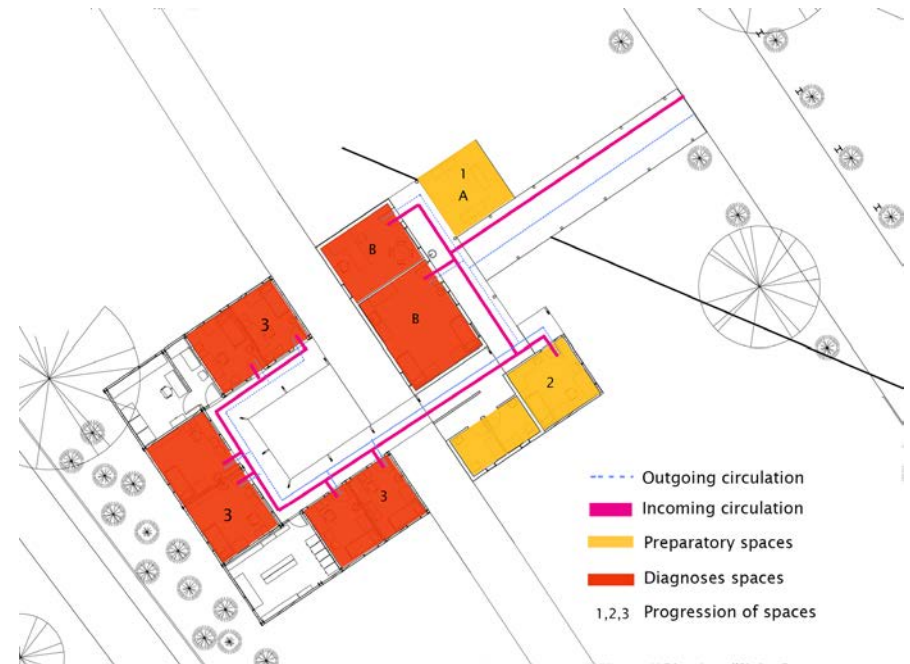 1
A
B
B
2
3
3
3
Outgoing circulation
Incoming circulation
Preparatory spaces
Diagnoses spaces
1,2,3 Progression of spaces